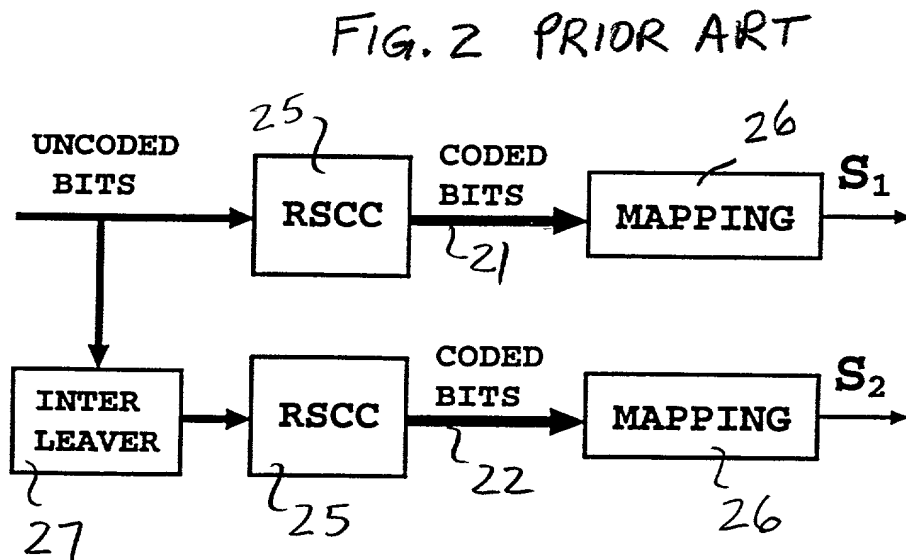 FIG. 2 PRIOR ART
25
26
UNCODED
BITS
CODED
BITS
S1
RSCC
MAPPING
21
CODED
BITS
S2
INTER
LEAVER
RSCC
MAPPING
22
27
25
26